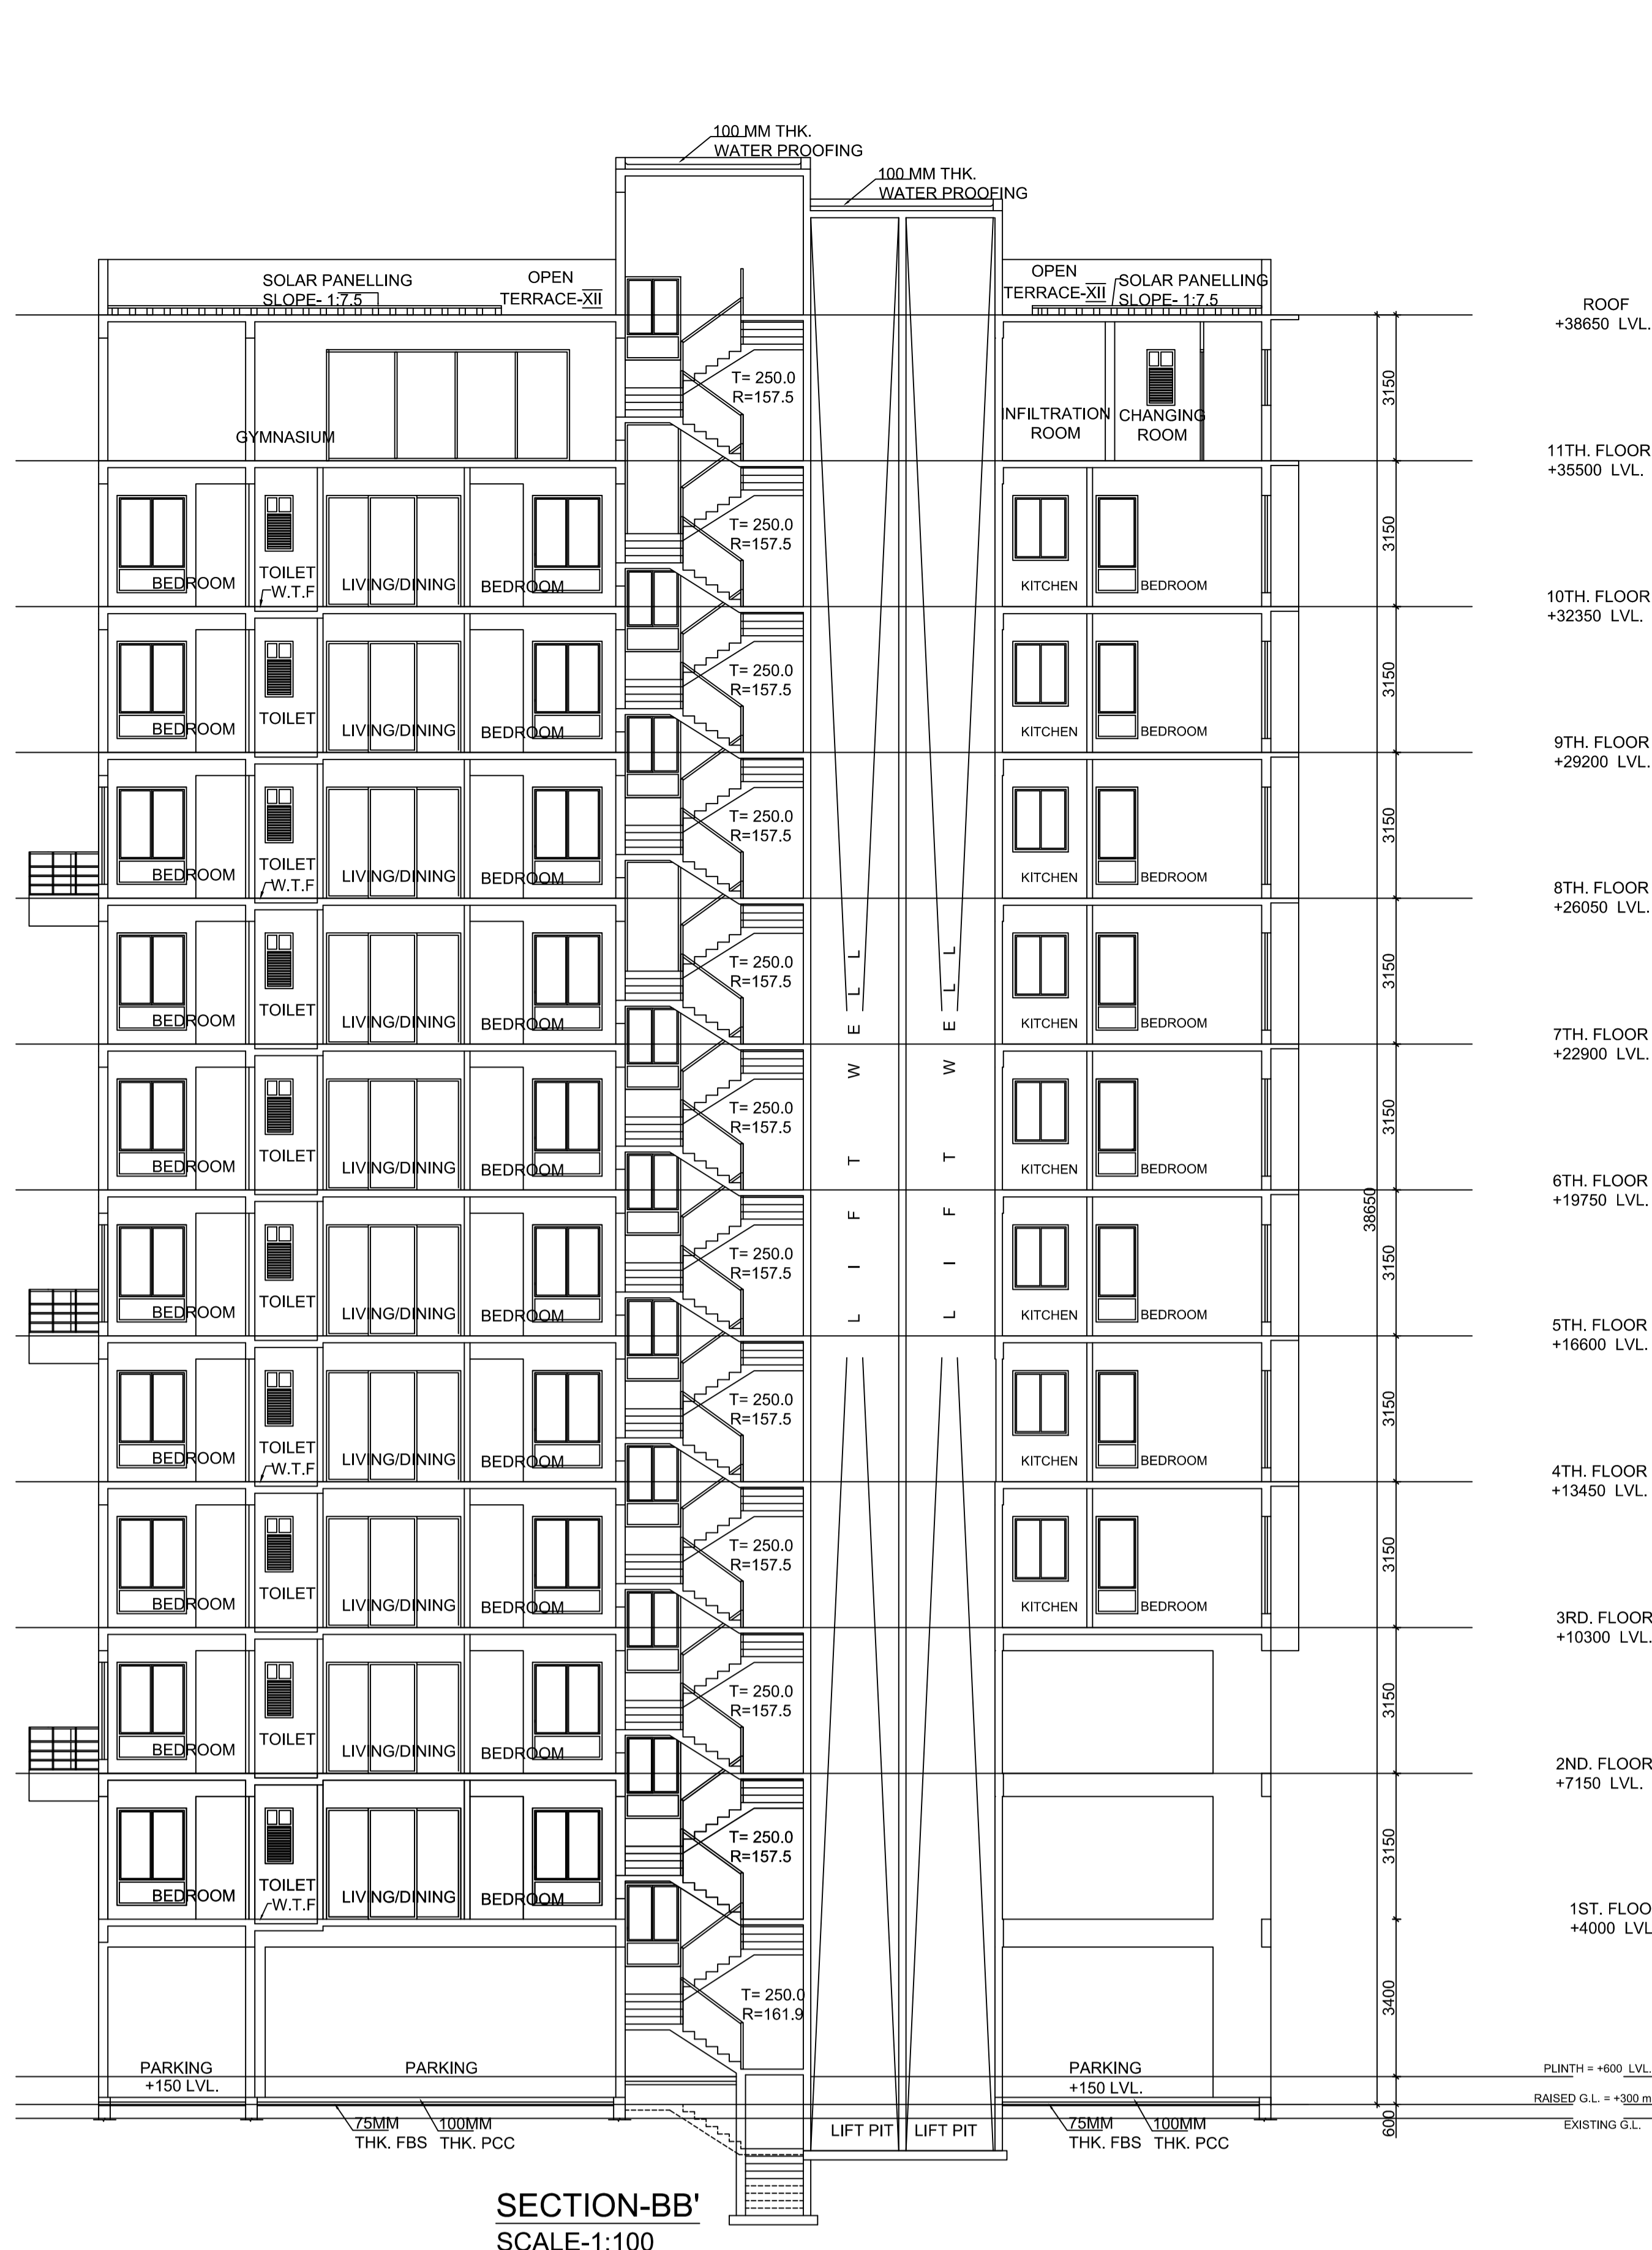 100 MM THK.
WATER PROOFING
100 MM THK.
WATER PROOFING
SOLAR PANELLING
SLOPE- 1:7.5
OPEN
TERRACE-XII
OPEN
TERRACE-XII
SOLAR PANELLING
SLOPE- 1:7.5
ROOF
+38650 LVL.
GYMNASIUM
T= 250.0
R=157.5
INFILTRATION
ROOM
CHANGING
ROOM
3150
11TH. FLOOR
+35500 LVL.
BEDROOM
TOILET
W.T.F
LIVING/DINING
BEDROOM
T= 250.0
R=157.5
KITCHEN
BEDROOM
3150
10TH. FLOOR
+32350 LVL.
BEDROOM
TOILET
LIVING/DINING
BEDROOM
T= 250.0
R=157.5
KITCHEN
BEDROOM
3150
9TH. FLOOR
+29200 LVL.
BEDROOM
TOILET
W.T.F
LIVING/DINING
BEDROOM
T= 250.0
R=157.5
KITCHEN
BEDROOM
3150
8TH. FLOOR
+26050 LVL.
BEDROOM
TOILET
LIVING/DINING
BEDROOM
T= 250.0
R=157.5
LIFT WELL
LIFT WELL
KITCHEN
BEDROOM
3150
7TH. FLOOR
+22900 LVL.
BEDROOM
TOILET
LIVING/DINING
BEDROOM
T= 250.0
R=157.5
KITCHEN
BEDROOM
3150
6TH. FLOOR
+19750 LVL.
38650
BEDROOM
TOILET
LIVING/DINING
BEDROOM
T= 250.0
R=157.5
KITCHEN
BEDROOM
3150
5TH. FLOOR
+16600 LVL.
BEDROOM
TOILET
W.T.F
LIVING/DINING
BEDROOM
T= 250.0
R=157.5
KITCHEN
BEDROOM
3150
4TH. FLOOR
+13450 LVL.
BEDROOM
TOILET
LIVING/DINING
BEDROOM
T= 250.0
R=157.5
KITCHEN
BEDROOM
3150
3RD. FLOOR
+10300 LVL.
BEDROOM
TOILET
LIVING/DINING
BEDROOM
T= 250.0
R=157.5
3150
2ND. FLOOR
+7150 LVL.
BEDROOM
TOILET
W.T.F
LIVING/DINING
BEDROOM
T= 250.0
R=157.5
3150
1ST. FLOO
+4000 LVL
T= 250.0
R=161.9
3400
PARKING
+150 LVL.
PARKING
PARKING
+150 LVL.
PLINTH = +600 LVL.
RAISED G.L. = +300 m
EXISTING G.L.
600
75MM
THK. FBS
100MM
THK. PCC
LIFT PIT
LIFT PIT
75MM
THK. FBS
100MM
THK. PCC
SECTION-BB'
SCALE-1:100